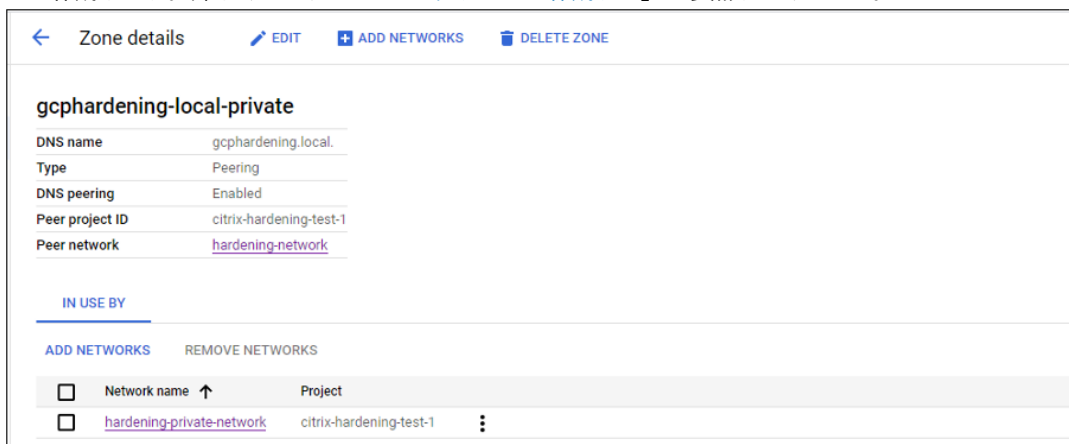 Zone details EDIT ADD NETWORKS DELETE ZONE
gcphardening-local-private
DNS name gcphardening.local.
Type Peering
DNS peering Enabled
Peer project ID citrix-hardening-test-1
Peer network hardening-network
IN USE BY
ADD NETWORKS REMOVE NETWORKS
Network name Project
hardening-private-network citrix-hardening-test-1